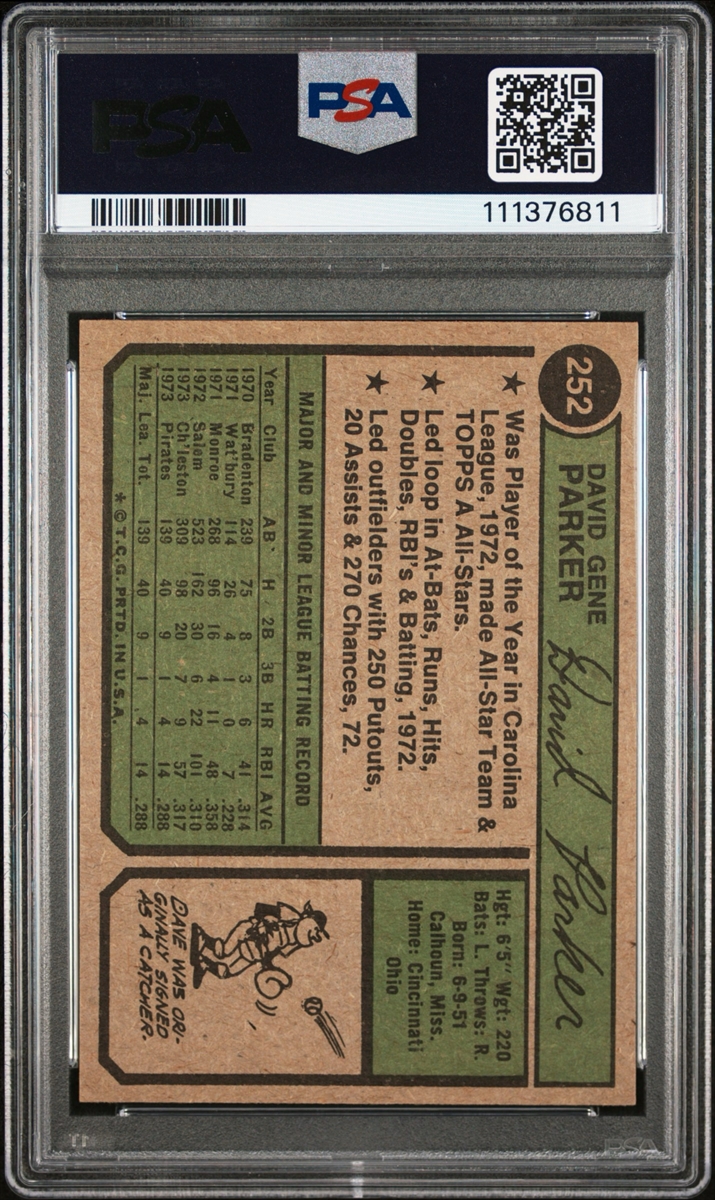 PSA
PSA
111376811
252
DAVID GENE
PARKER
David Parker
★ Was Player of the Year in Carolina
League, 1972, made All-Star Team &
TOPPS A All-Stars.
★ Led loop in At-Bats, Runs, Hits,
Doubles, RBI's & Batting, 1972.
★ Led outfielders with 250 Putouts,
20 Assists & 270 Chances, 72.
MAJOR AND MINOR LEAGUE BATTING RECORD
Year Club AB H 2B 3B HR RBI AVG
1970 Bradenton 239 75 8 3 6 41 .314
1971 Wat'bury 114 26 4 1 0 7 .228
1971 Monroe 268 96 16 4 11 48 .358
1972 Salem 523 162 30 6 22 101 .310
1973 Ch'leston 309 98 20 7 9 57 .317
1973 Pirates 139 40 9 1 4 14 .288
Maj. Lea. Tot. 139 40 9 1 4 14 .288
* © T.C.G. PRTD. IN U.S.A.
Hgt: 6'5" Wgt: 220
Bats: L. Throws: R.
Born: 6-9-51
Calhoun, Miss.
Home: Cincinnati
Ohio
DAVE WAS ORI-
GINALLY SIGNED
AS A CATCHER.
PSA